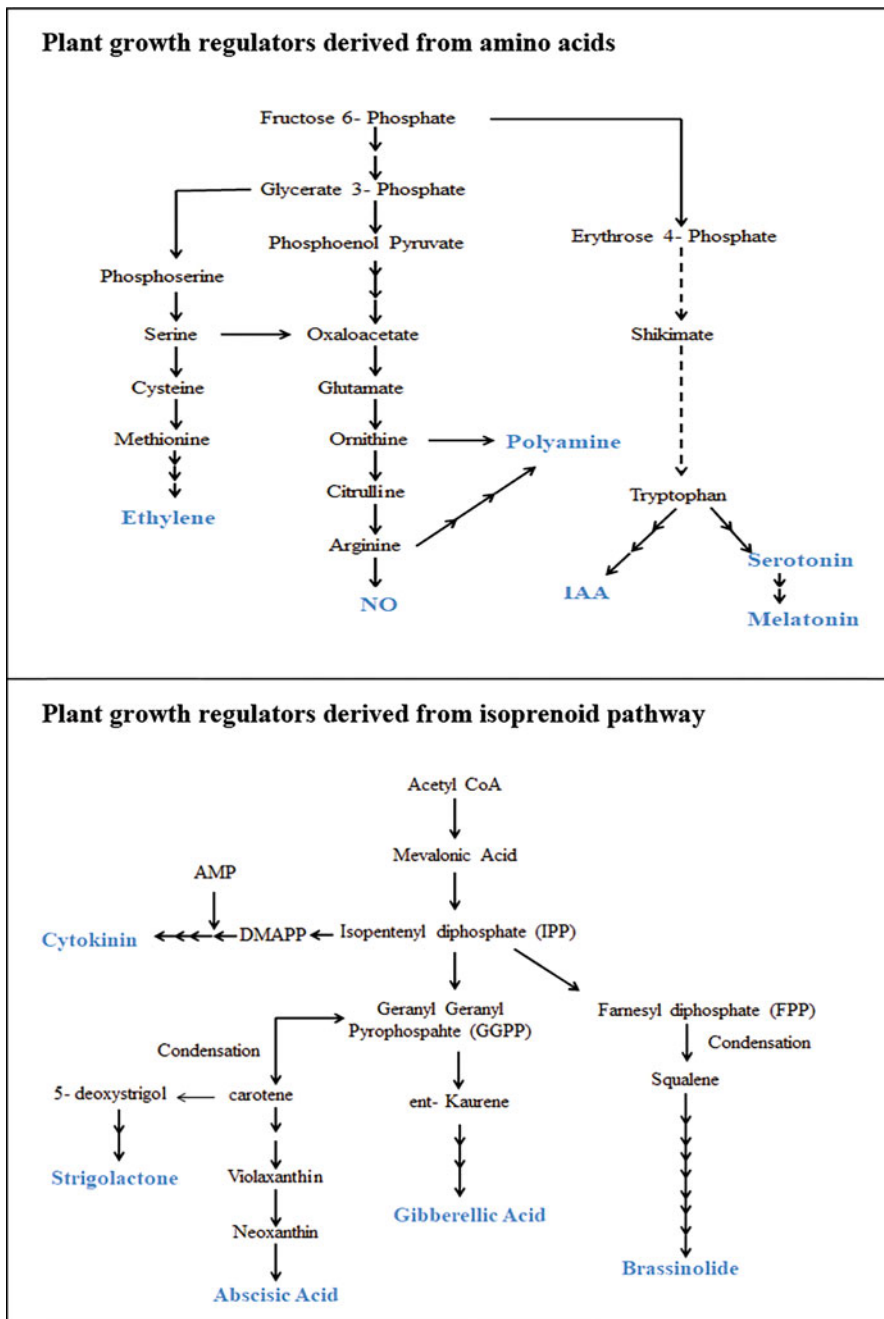 Plant growth regulators derived from amino acids
Fructose 6- Phosphate
Glycerate 3- Phosphate
Phosphoenol Pyruvate
Erythrose 4- Phosphate
Phosphoserine
Serine
Oxaloacetate
Shikimate
Cysteine
Glutamate
Methionine
Ornithine
Polyamine
Citrulline
Tryptophan
Ethylene
Arginine
Serotonin
NO
IAA
Melatonin
Plant growth regulators derived from isoprenoid pathway
Acetyl CoA
Mevalonic Acid
AMP
Cytokinin
DMAPP
Isopentenyl diphosphate (IPP)
Geranyl Geranyl
Pyrophospahte (GGPP)
Farnesyl diphosphate (FPP)
Condensation
Condensation
Squalene
5- deoxystrigol
carotene
ent- Kaurene
Strigolactone
Violaxanthin
Gibberellic Acid
Neoxanthin
Brassinolide
Abscisic Acid